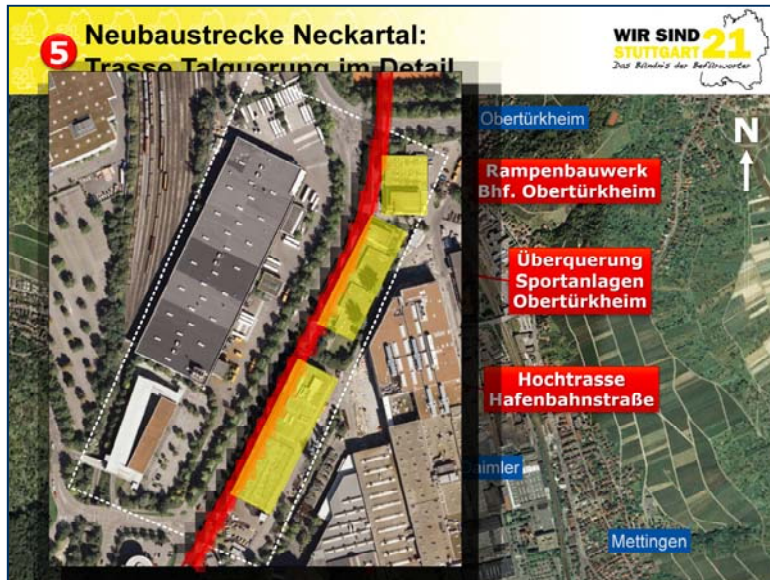 5
Neubaustrecke Neckartal:
Trasse Talquerung im Detail
WIR SIND
STUTTGART 21
Das Bündnis der Befürworter
Obertürkheim
N
Rampenbauwerk
Bhf. Obertürkheim
Überquerung
Sportanlagen
Obertürkheim
Hochtrasse
Hafenbahnstraße
Daimler
Mettingen